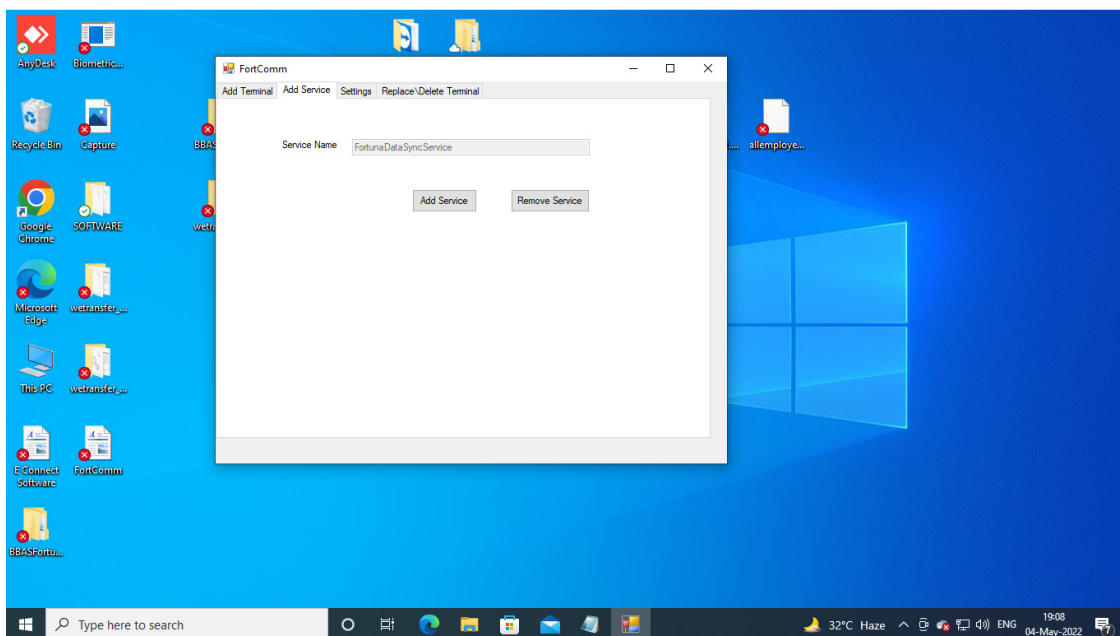 AnyDesk
Biometric...
Recycle Bin
Capture
BBAS
Google
Chrome
SOFTWARE
wetra
Microsoft
Edge
wetransfer_...
This PC
wetransfer_...
E Connect
Software
FortComm
BBASFortu...
FortComm
Add Terminal Add Service Settings Replace\Delete Terminal
Service Name FortunaDataSyncService
Add Service Remove Service
... allemploye...
Type here to search
32°C Haze ENG
19:08
04-May-2022